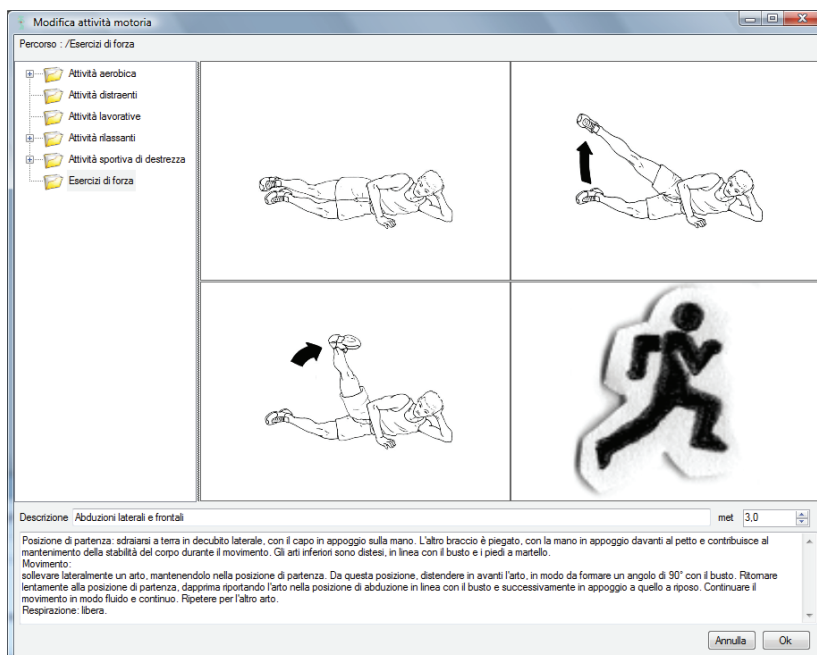 Modifica attività motoria
Percorso : /Esercizi di forza
Attività aerobica
Attività distraenti
Attività lavorative
Attività rilassanti
Attività sportiva di destrezza
Esercizi di forza
Descrizione Abduzioni laterali e frontali met 3,0
Posizione di partenza: sdraiarsi a terra in decubito laterale, con il capo in appoggio sulla mano. L'altro braccio è piegato, con la mano in appoggio davanti al petto e contribuisce al
mantenimento della stabilità del corpo durante il movimento. Gli arti inferiori sono distesi, in linea con il busto e i piedi a martello.
Movimento:
sollevare lateralmente un arto, mantenendolo nella posizione di partenza. Da questa posizione, distendere in avanti l'arto, in modo da formare un angolo di 90° con il busto. Ritornare
lentamente alla posizione di partenza, dapprima riportando l'arto nella posizione di abduzione in linea con il busto e successivamente in appoggio a quello a riposo. Continuare il
movimento in modo fluido e continuo. Ripetere per l'altro arto.
Respirazione: libera.
Annulla Ok